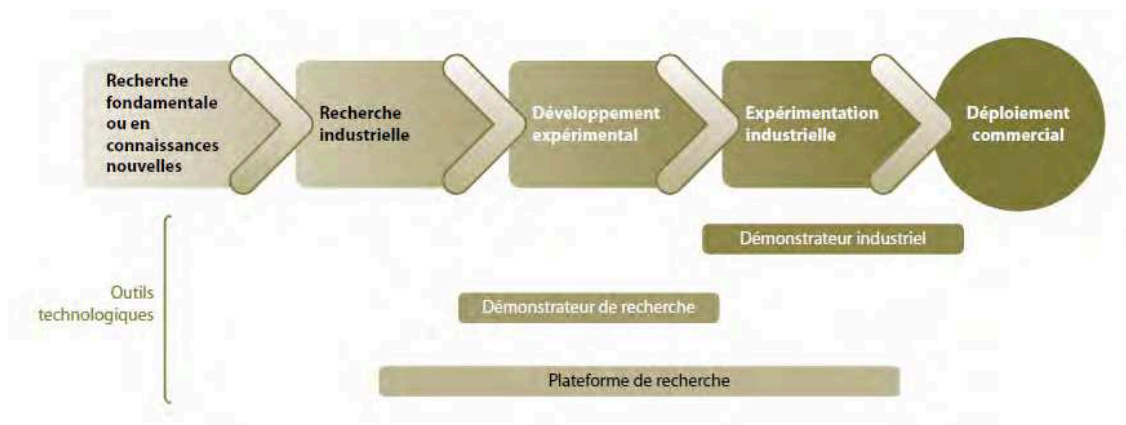 Recherche
fondamentale
ou en
connaissances
nouvelles
Recherche
industrielle
Développement
expérimental
Expérimentation
industrielle
Déploiement
commercial
Outils
technologiques
Démonstrateur industriel
Démonstrateur de recherche
Plateforme de recherche